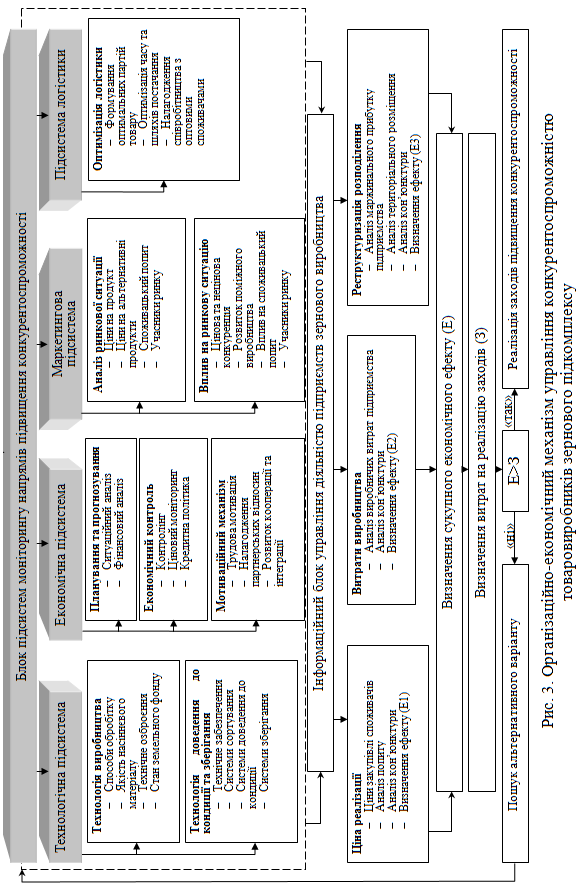 Блок підсистем моніторингу напрямів підвищення конкурентоспроможності
Технологічна підсистема
Технологія виробництва
– Способи обробітку
– Якість насіннєвого
матеріалу
– Технічне озброєння
– Стан земельного фонду
Технологія доведення до
кондиції та зберігання
– Технічне забезпечення
– Системи сортування
– Системи доведення до
кондиції
– Системи зберігання
Економічна підсистема
Планування та прогнозування
– Ситуаційний аналіз
– Фінансовий аналіз
Економічний контроль
– Контролінг
– Ціновий моніторинг
– Кредитна політика
Мотиваційний механізм
– Трудова мотивація
– Налагодження
партнерських відносин
– Розвиток кооперації та
інтеграції
Маркетингова
підсистема
Аналіз ринкової ситуації
– Ціни на продукт
– Ціни на альтернативні
продукти
– Споживацький попит
– Учасники ринку
Вплив на ринкову ситуацію
– Цінова та нецінова
конкуренція
– Розвиток поміжного
виробництва
– Вплив на споживацький
попит
– Учасники ринку
Підсистема логістики
Оптимізація логістики
– Формування
оптимальних партій
товару
– Оптимізація часу та
шляхів постачання
– Налагодження
співробітництва з
оптовими
споживачами
Інформаційний блок управління діяльністю підприємств зернового виробництва
Ціна реалізації
– Ціни закупівлі споживачів
– Аналіз попиту
– Аналіз кон'юнктури
– Визначення ефекту (Е1)
Витрати виробництва
– Аналіз виробничих витрат підприємства
– Аналіз кон'юнктури
– Визначення ефекту (Е2)
Реструктуризація розподілення
– Аналіз маржинального прибутку
підприємства
– Аналіз територіального розміщення
– Аналіз кон'юнктури
– Визначення ефекту (Е3)
Визначення сукупного економічного ефекту (Е)
Визначення витрат на реалізацію заходів (З)
Пошук альтернативного варіанту
«ні»
Е>З
«так»
Реалізація заходів підвищення конкурентоспроможності
Рис. 3. Організаційно-економічний механізм управління конкурентоспроможністю
товаровиробників зернового підкомплексу